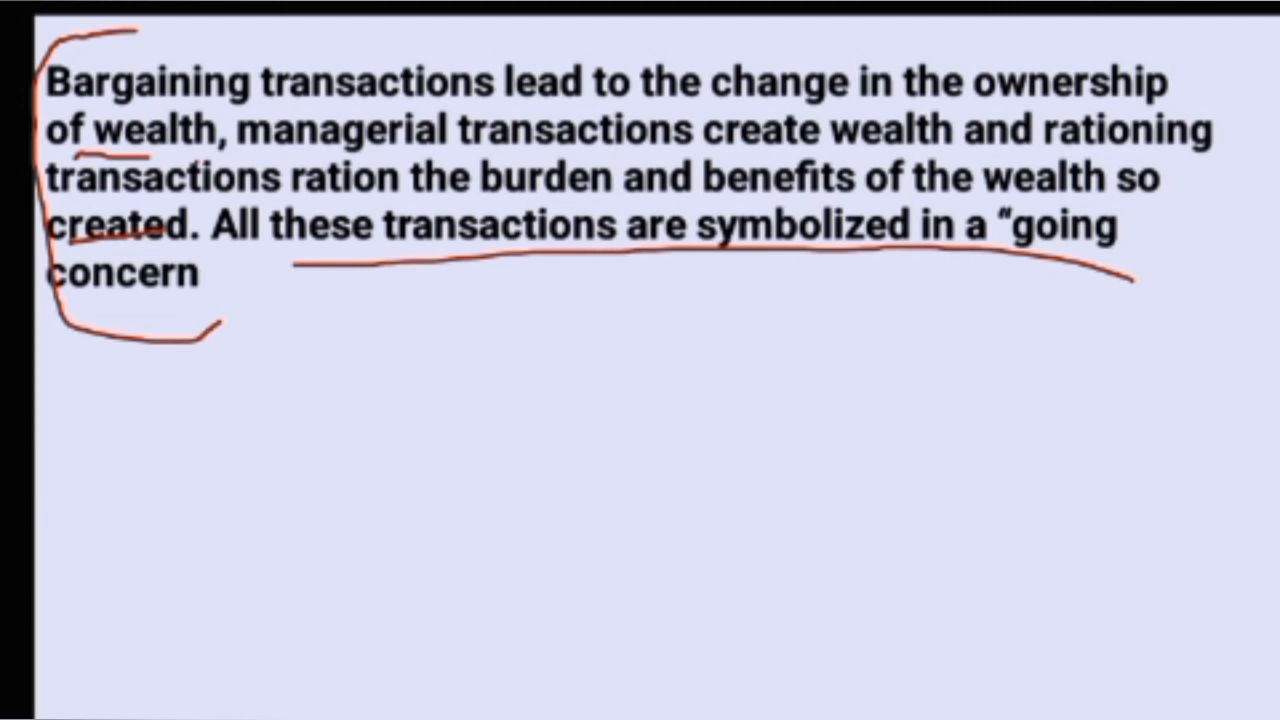 Bargaining transactions lead to the change in the ownership
of wealth, managerial transactions create wealth and rationing
transactions ration the burden and benefits of the wealth so
created. All these transactions are symbolized in a “going
concern